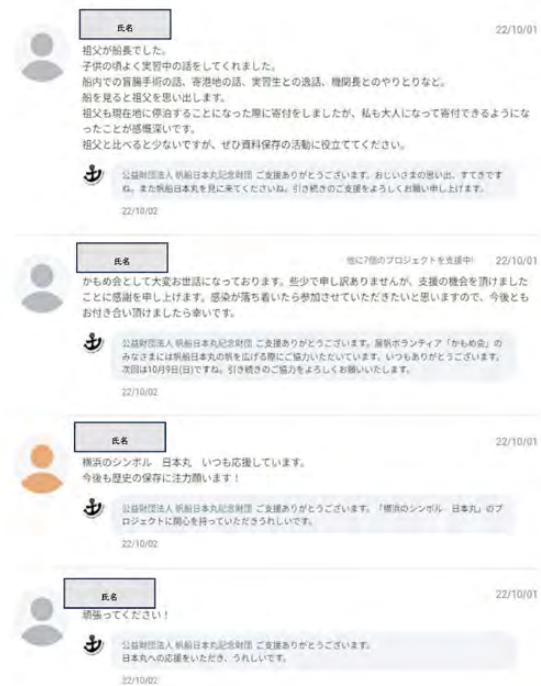 氏名
22/10/01
祖父が船長でした。
子供の頃よく実習中の話をしてくれました。
船内での盲腸手術の話、寄港地の話、実習生との逸話、機関長とのやりとりなど。
船を見ると祖父を思い出します。
祖父も現在地に停泊することになった際に寄付をしましたが、私も大人になって寄付できるようにな
ったことが感慨深いです。
祖父と比べると少ないですが、ぜひ資料保存の活動に役立ててください。
公益財団法人 帆船日本丸記念財団 ご支援ありがとうございます。おじいさまの思い出、すてきです
ね。また帆船日本丸を見に来てくださいね。引き続きのご支援をよろしくお願い申し上げます。
22/10/02
氏名
他に7個のプロジェクトを支援中!
22/10/01
かもめ会として大変お世話になっております。些少で申し訳ありませんが、支援の機会を頂けました
ことに感謝を申し上げます。感染が落ち着いたら参加させていただきたいと思いますので、今後とも
お付き合い頂けましたら幸いです。
公益財団法人 帆船日本丸記念財団 ご支援ありがとうございます。展帆ボランティア「かもめ会」の
みなさまには帆船日本丸の帆を広げる際にご協力いただいています。いつもありがとうございます。
次回は10月9日(日)ですね。引き続きのご協力をよろしくお願いいたします。
22/10/02
氏名
22/10/01
横浜のシンボル 日本丸 いつも応援しています。
今後も歴史の保存に注力願います！
公益財団法人 帆船日本丸記念財団 ご支援ありがとうございます。「横浜のシンボル 日本丸」のプ
ロジェクトに関心を持っていただきうれしいです。
22/10/02
氏名
22/10/01
頑張ってください！
公益財団法人 帆船日本丸記念財団 ご支援ありがとうございます。
日本丸への応援をいただき、うれしいです。
22/10/02